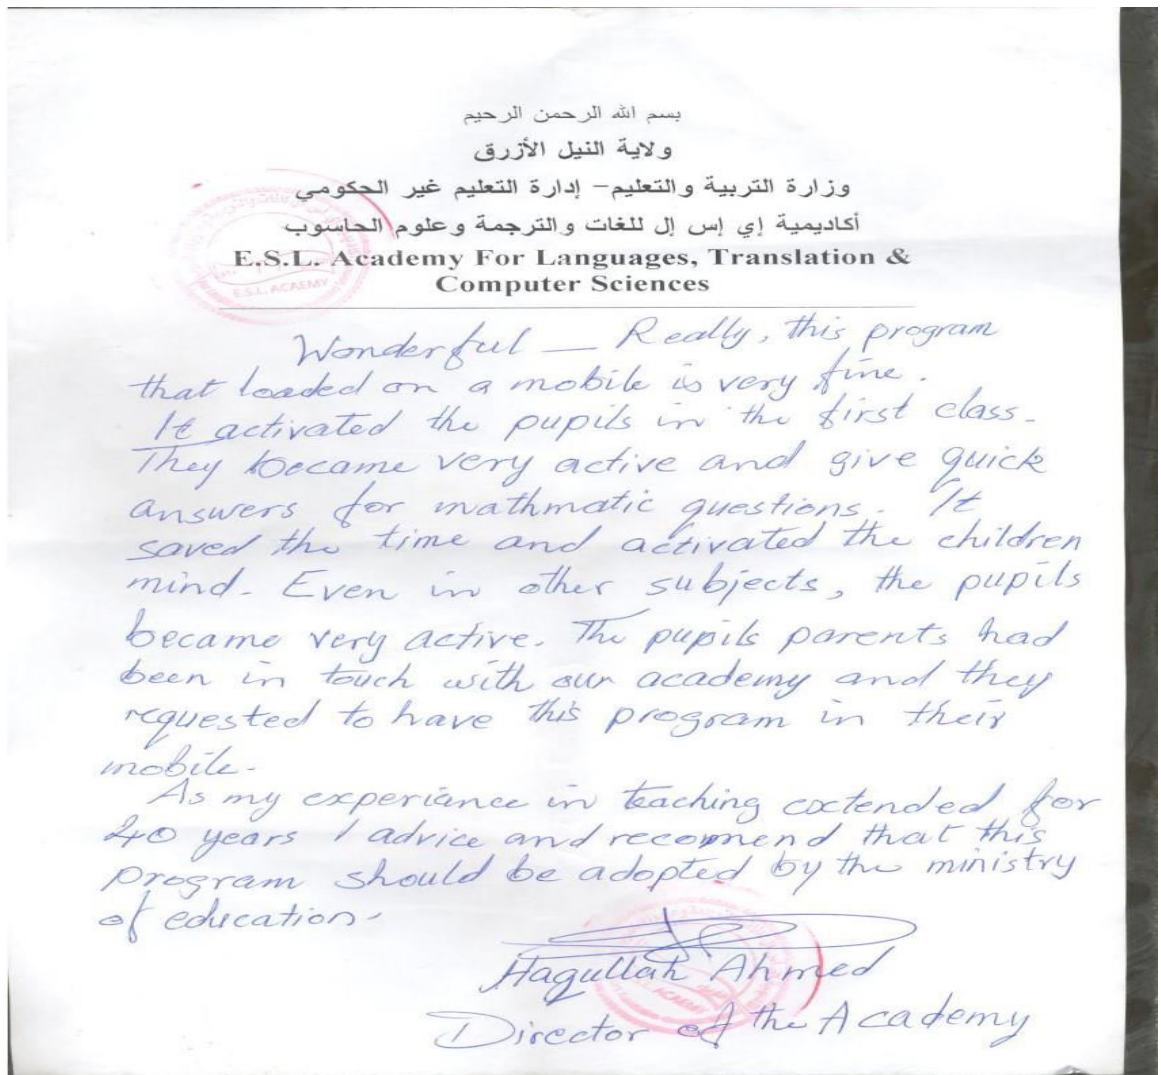 بسم الله الرحمن الرحيم
ولاية النيل الأزرق
وزارة التربية والتعليم– إدارة التعليم غير الحكومي
أكاديمية إي إس إل للغات والترجمة وعلوم الحاسوب
E.S.L. Academy For Languages, Translation &
Computer Sciences
E.S.L. ACAEMY
Wonderful — Really, this program
that loaded on a mobile is very fine.
It activated the pupils in the first class.
They became very active and give quick
answers for mathmatic questions. It
saved the time and activated the children
mind. Even in other subjects, the pupils
became very active. The pupils parents had
been in touch with our academy and they
requested to have this program in their
mobile.
As my experiance in teaching extended for
40 years I advice and recomend that this
program should be adopted by the ministry
of education.
Haqullah Ahmed
Director of the Academy